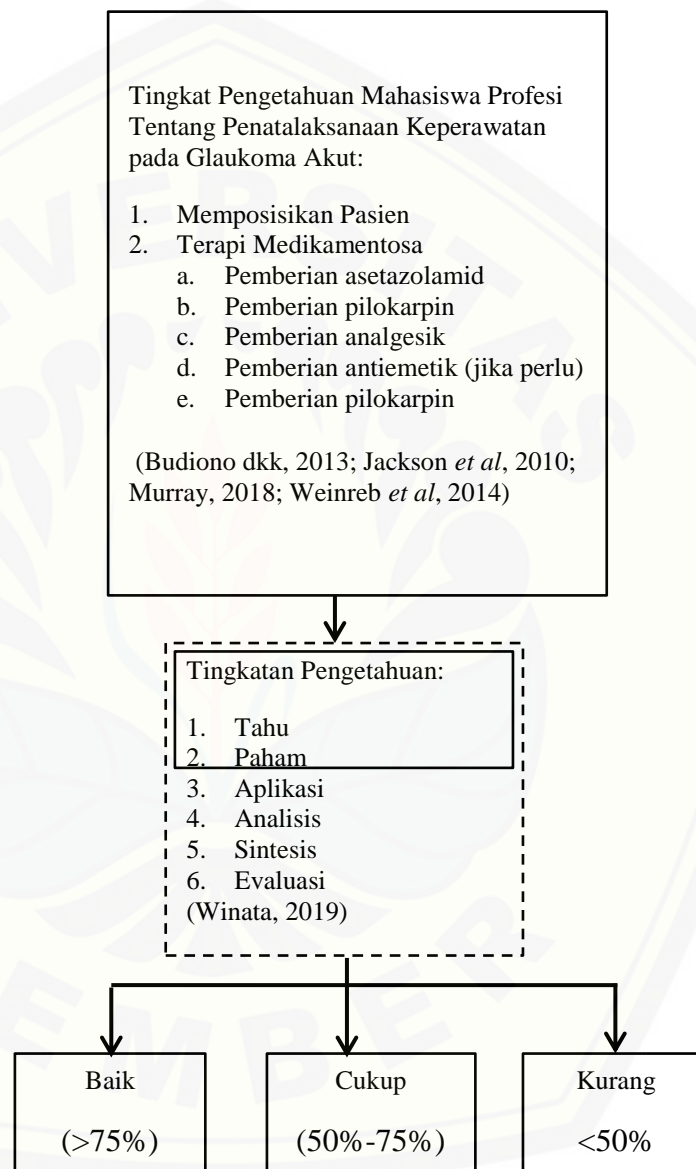 Tingkat Pengetahuan Mahasiswa Profesi
Tentang Penatalaksanaan Keperawatan
pada Glaukoma Akut:
1. Memposisikan Pasien
2. Terapi Medikamentosa
a. Pemberian asetazolamid
b. Pemberian pilokarpin
c. Pemberian analgesik
d. Pemberian antiemetik (jika perlu)
e. Pemberian pilokarpin
(Budiono dkk, 2013; Jackson et al, 2010;
Murray, 2018; Weinreb et al, 2014)
Tingkatan Pengetahuan:
1. Tahu
2. Paham
3. Aplikasi
4. Analisis
5. Sintesis
6. Evaluasi
(Winata, 2019)
Baik
(>75%)
Cukup
(50%-75%)
Kurang
<50%
UNIVERSITAS
JEMBER